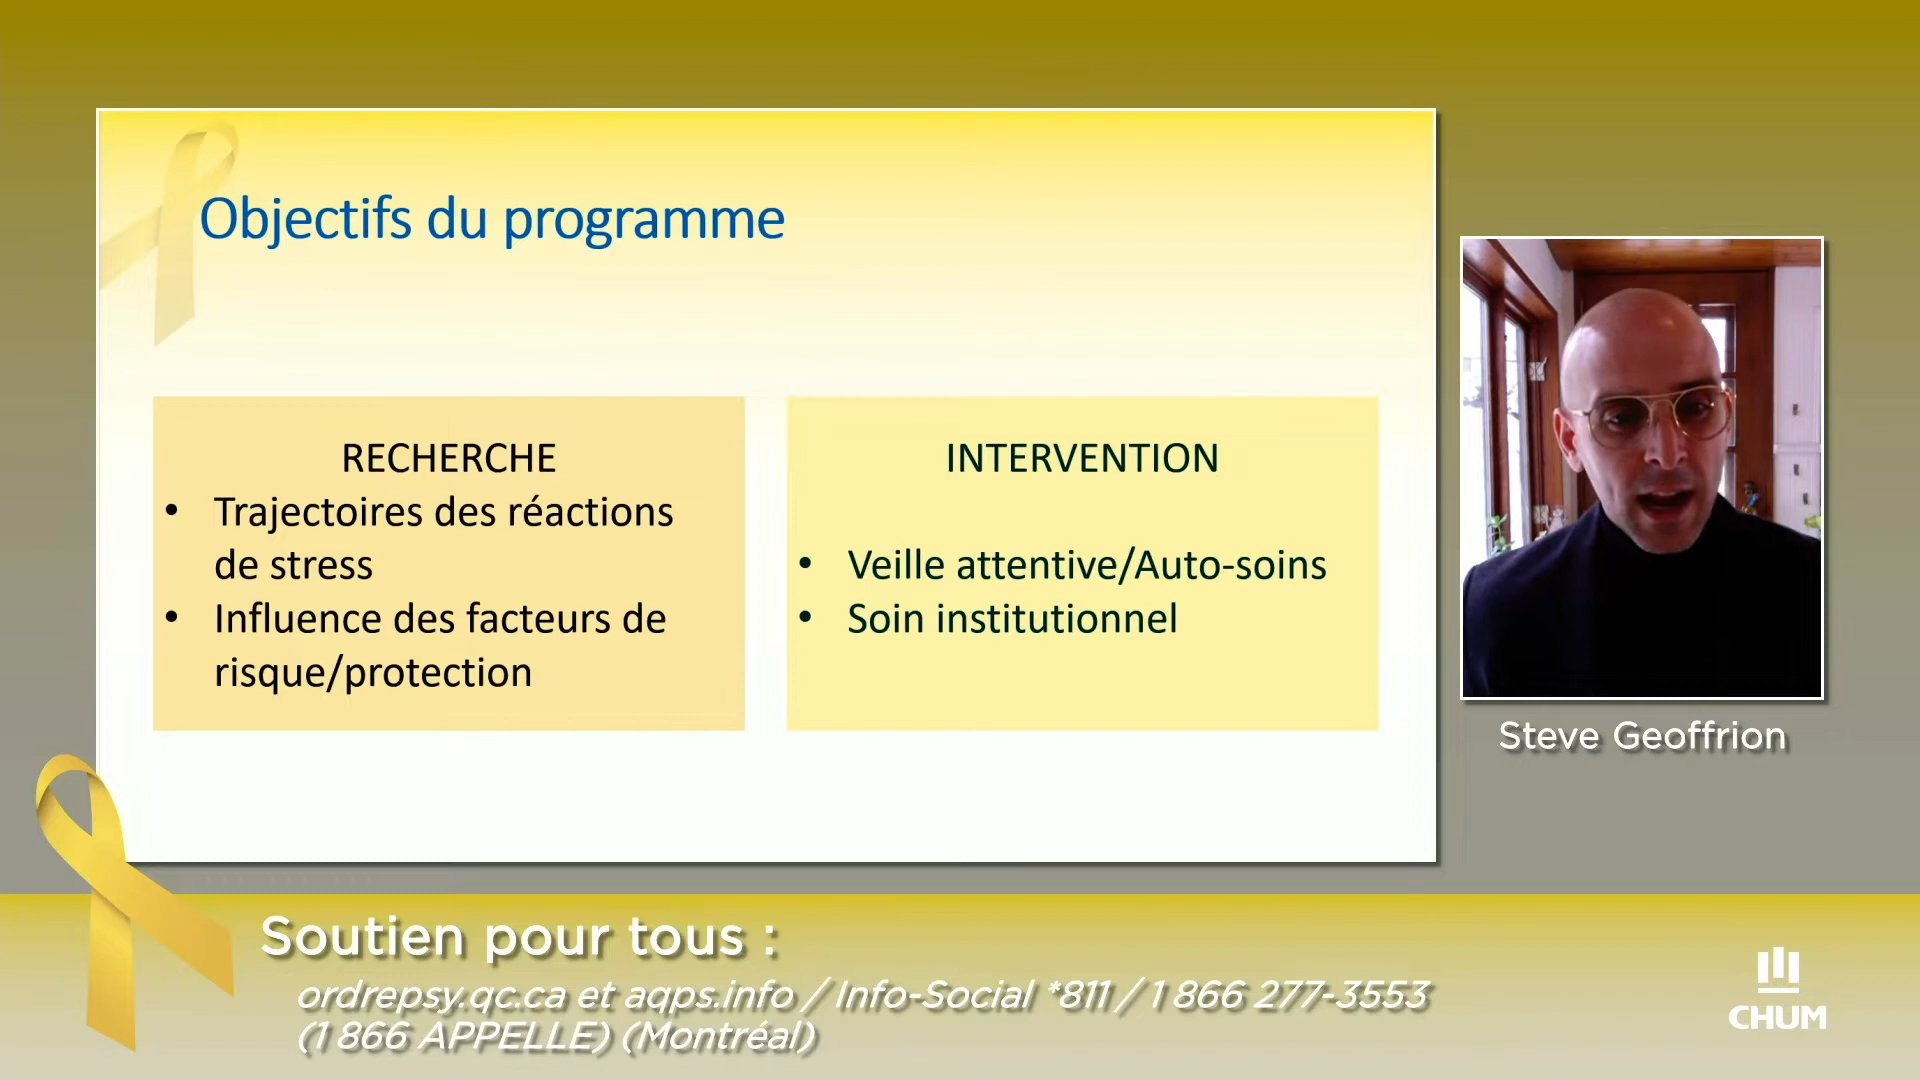 Objectifs du programme
RECHERCHE
• Trajectoires des réactions
de stress
• Influence des facteurs de
risque/protection
INTERVENTION
• Veille attentive/Auto-soins
• Soin institutionnel
Steve Geoffrion
Soutien pour tous :
ordrepsy.qc.ca et aqps.info / Info-Social *811 / 1 866 277-3553
(1 866 APPELLE) (Montréal)
CHUM